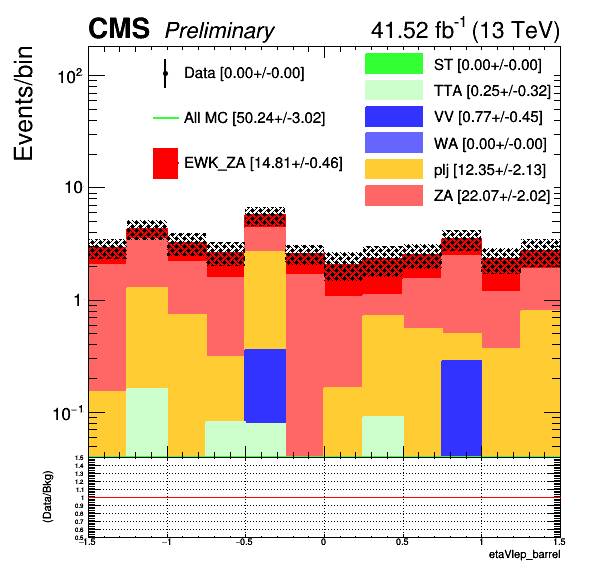 CMS Preliminary 41.52 fb⁻¹ (13 TeV)
Events/bin
Data [0.00+/-0.00]
All MC [50.24+/-3.02]
EWK_ZA [14.81+/-0.46]
ST [0.00+/-0.00]
TTA [0.25+/-0.32]
VV [0.77+/-0.45]
WA [0.00+/-0.00]
plj [12.35+/-2.13]
ZA [22.07+/-2.02]
10²
10
1
10⁻¹
(Data/Bkg)
1.5
1.4
1.3
1.2
1.1
1
0.9
0.8
0.7
0.6
0.5
−1.5 −1 −0.5 0 0.5 1 1.5
etaVlep_barrel